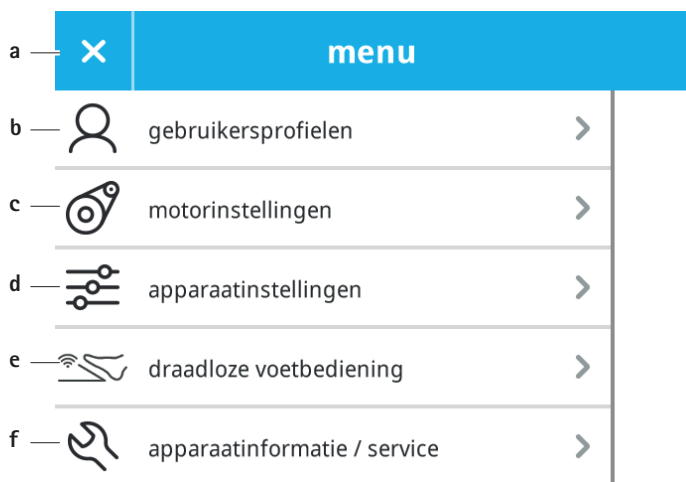 a menu
b gebruikersprofielen
c motorinstellingen
d apparaatinstellingen
e draadloze voetbediening
f apparaatinformatie / service